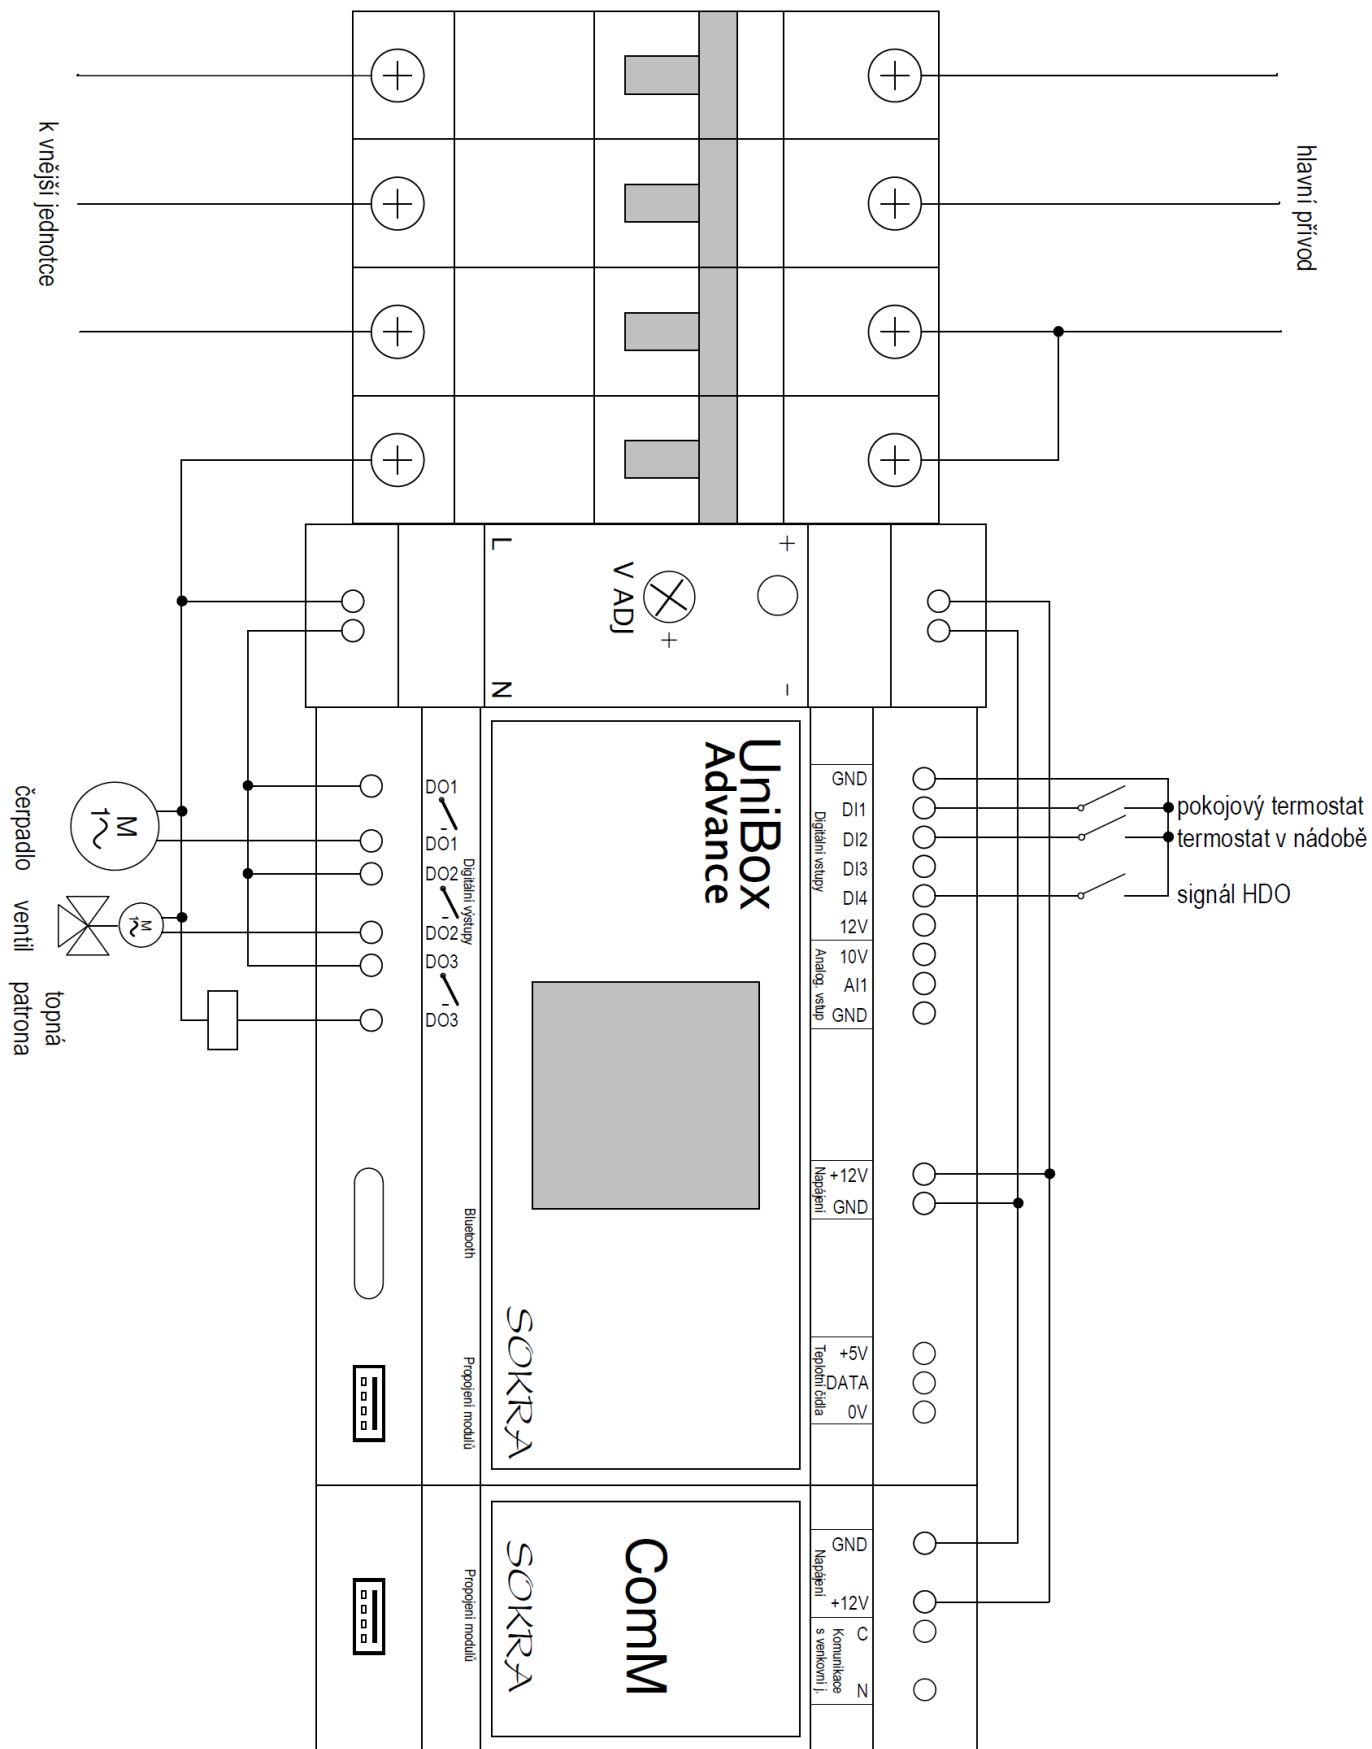 k vnější jednotce
hlavní přívod
L
N
V ADJ
+
+
-
UniBox
Advance
SOKRA
DO1
DO1
DO2
DO2
DO3
DO3
Digitální výstupy
Bluetooth
Propojení modulů
GND
DI1
DI2
DI3
DI4
12V
Digitální vstupy
10V
AI1
GND
Analog. vstup
+12V
GND
Napájení
+5V
DATA
0V
Teplotní čidla
pokojový termostat
termostat v nádobě
signál HDO
M
1~
M
1~
čerpadlo
ventil
topná
patrona
ComM
SOKRA
Propojení modulů
GND
+12V
Napájení
C
N
Komunikace
s venkovní j.